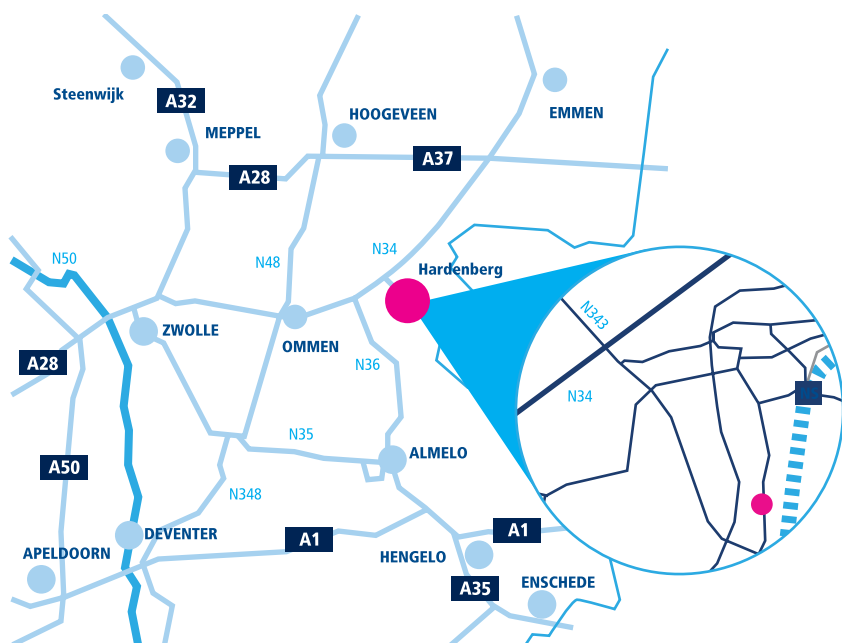 Steenwijk
A32
MEPPEL
HOOGEVEEN
EMMEN
A28
A37
N50
N48
N34
Hardenberg
ZWOLLE
OMMEN
N343
A28
N36
N34
N35
ALMELO
A50
N348
DEVENTER
A1
A1
APELDOORN
HENGELO
A35
ENSCHEDE